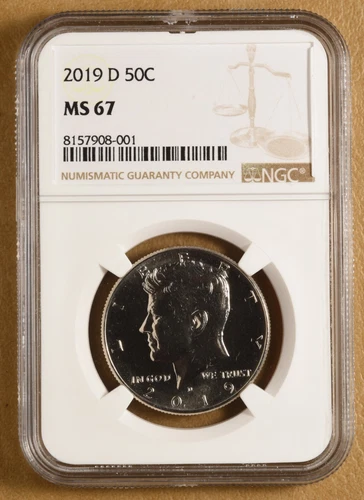 2019 D 50C
MS 67
8157908-001
NUMISMATIC GUARANTY COMPANY
NGC®
LIBERTY
IN GOD WE TRUST
D
2019